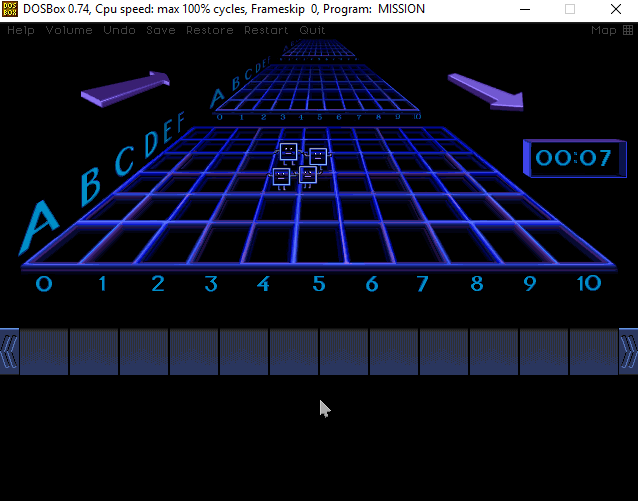 DOS BOX DOSBox 0.74, Cpu speed: max 100% cycles, Frameskip 0, Program: MISSION
Help Volume Undo Save Restore Restart Quit Map
A B C D E F
0 1 2 3 4 5 6 7 8 9 10
00:07
A B C D E F
0 1 2 3 4 5 6 7 8 9 10